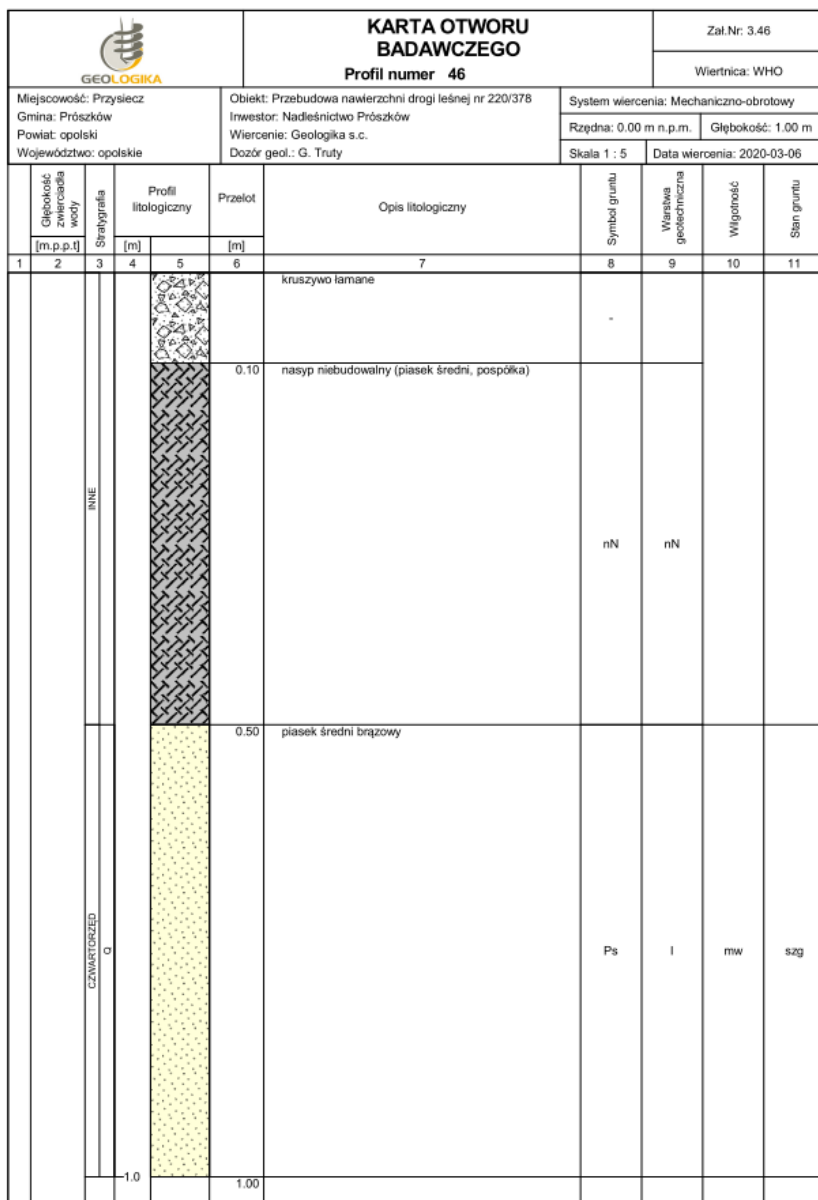 GEOLOGIKA
KARTA OTWORU
BADAWCZEGO
Profil numer 46
Zał.Nr: 3.46
Wiertnica: WHO
Miejscowość: Przysiecz
Gmina: Prószków
Powiat: opolski
Województwo: opolskie
Obiekt: Przebudowa nawierzchni drogi leśnej nr 220/378
Inwestor: Nadleśnictwo Prószków
Wiercenie: Geologika s.c.
Dozór geol.: G. Truty
System wiercenia: Mechaniczno-obrotowy
Rzędna: 0.00 m n.p.m. Głębokość: 1.00 m
Skala 1 : 5 Data wiercenia: 2020-03-06
Głębokość
zwierciadła
wody
[m.p.p.t]
Stratygrafia
Profil
litologiczny
[m]
Przelot
[m]
Opis litologiczny
Symbol gruntu
Warstwa
geotechniczna
Wilgotność
Stan gruntu
1 2 3 4 5 6 7 8 9 10 11
kruszywo łamane
-
0.10 nasyp niebudowalny (piasek średni, pospółka)
INNE
nN nN
0.50 piasek średni brązowy
CZWARTORZĘD
Q
Ps I mw szg
1.0
1.00